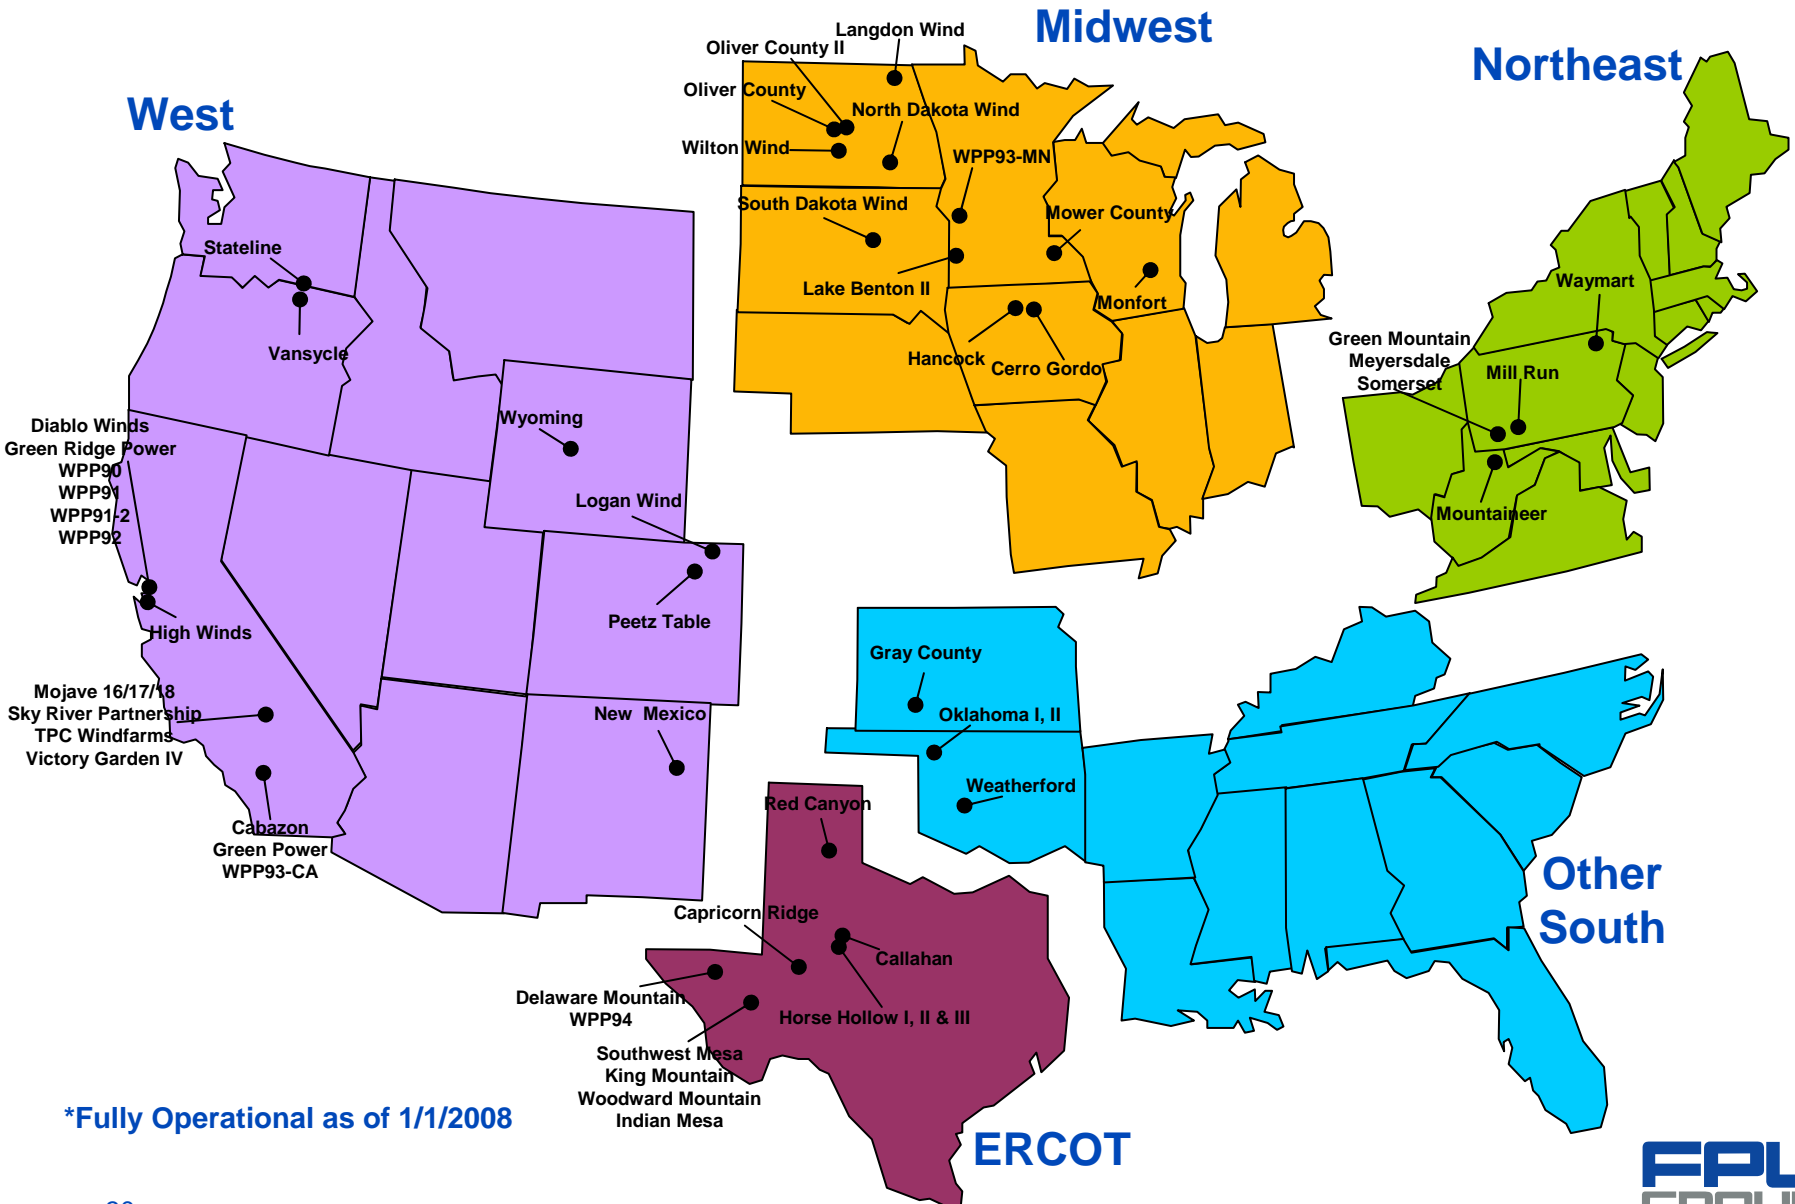 West
Midwest
Northeast
Langdon Wind
Oliver County II
Oliver County
North Dakota Wind
Wilton Wind
WPP93-MN
South Dakota Wind
Mower County
Lake Benton II
Monfort
Hancock
Cerro Gordo
Stateline
Vansycle
Wyoming
Diablo Winds
Green Ridge Power
WPP90
WPP91
WPP91-2
WPP92
Logan Wind
Peetz Table
High Winds
Mojave 16/17/18
Sky River Partnership
TPC Windfarms
Victory Garden IV
New Mexico
Cabazon
Green Power
WPP93-CA
Waymart
Green Mountain
Meyersdale
Somerset
Mill Run
Mountaineer
Gray County
Oklahoma I, II
Weatherford
Other
South
Red Canyon
Capricorn Ridge
Callahan
Delaware Mountain
WPP94
Horse Hollow I, II & III
Southwest Mesa
King Mountain
Woodward Mountain
Indian Mesa
ERCOT
*Fully Operational as of 1/1/2008
FPL